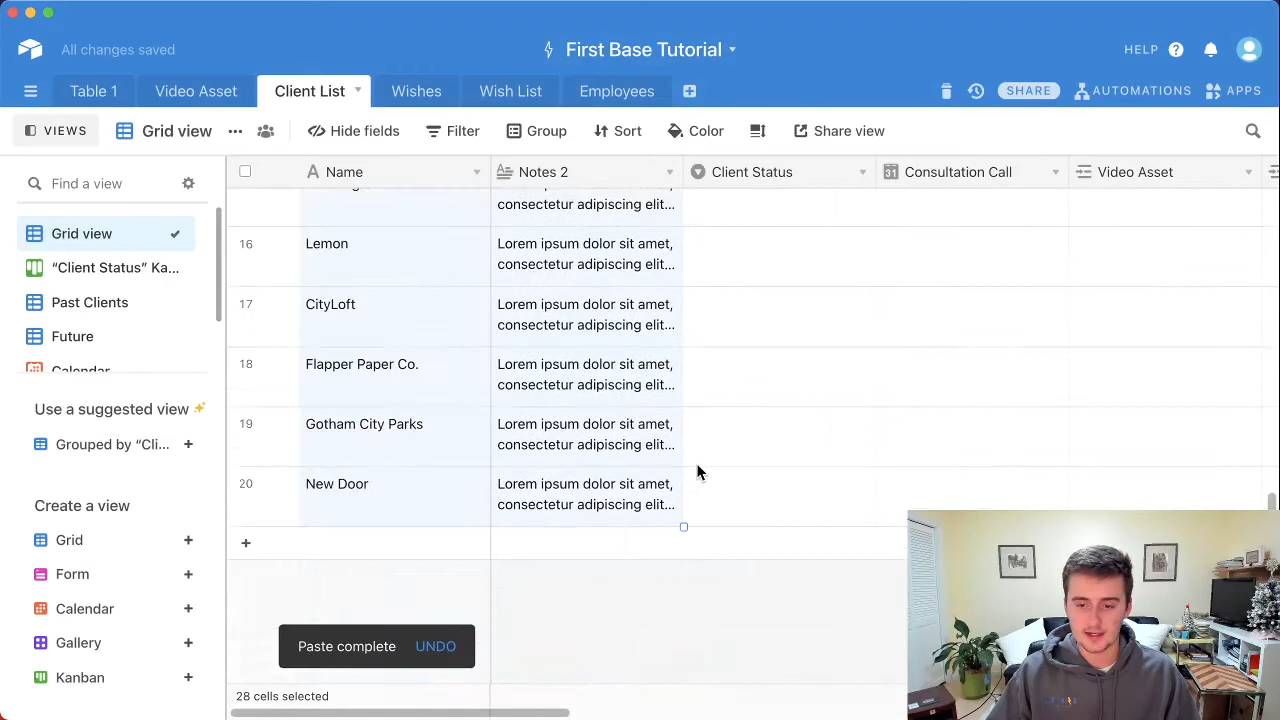 All changes saved
First Base Tutorial
HELP
Table 1
Video Asset
Client List
Wishes
Wish List
Employees
SHARE
AUTOMATIONS
APPS
VIEWS
Grid view
Hide fields
Filter
Group
Sort
Color
Share view
Find a view
Name
Notes 2
Client Status
31
Consultation Call
Video Asset
consectetur adipiscing elit...
Grid view
16
Lemon
Lorem ipsum dolor sit amet,
consectetur adipiscing elit...
"Client Status" Ka...
Past Clients
17
CityLoft
Lorem ipsum dolor sit amet,
consectetur adipiscing elit...
Future
Calendar
18
Flapper Paper Co.
Lorem ipsum dolor sit amet,
consectetur adipiscing elit...
Use a suggested view
Grouped by "Cli...
19
Gotham City Parks
Lorem ipsum dolor sit amet,
consectetur adipiscing elit...
Create a view
20
New Door
Lorem ipsum dolor sit amet,
consectetur adipiscing elit...
Grid
Form
Calendar
Gallery
Kanban
Paste complete
UNDO
28 cells selected